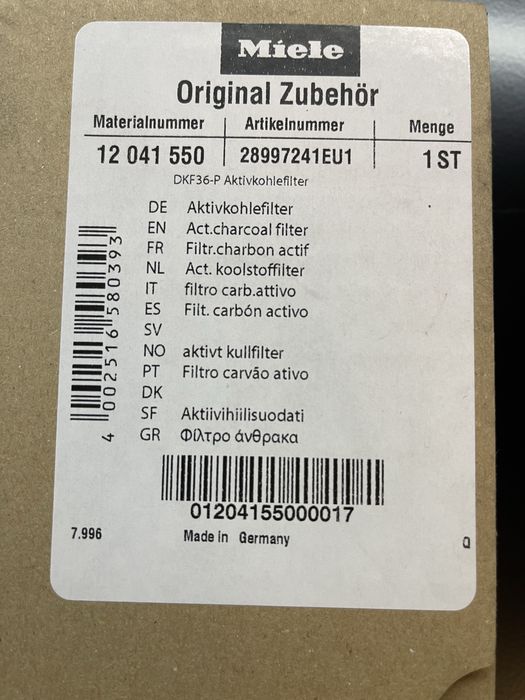 Miele
Original Zubehör
Materialnummer Artikelnummer Menge
12 041 550 28997241EU1 1 ST
DKF36-P Aktivkohlefilter
DE Aktivkohlefilter
EN Act.charcoal filter
FR Filtr.charbon actif
NL Act. koolstoffilter
IT filtro carb.attivo
ES Filt. carbón activo
SV
NO aktivt kullfilter
PT Filtro carvão ativo
DK
SF Aktiivihiilisuodati
GR Φίλτρο άνθρακα
4 002516 580393
01204155000017
7.996 Made in Germany a